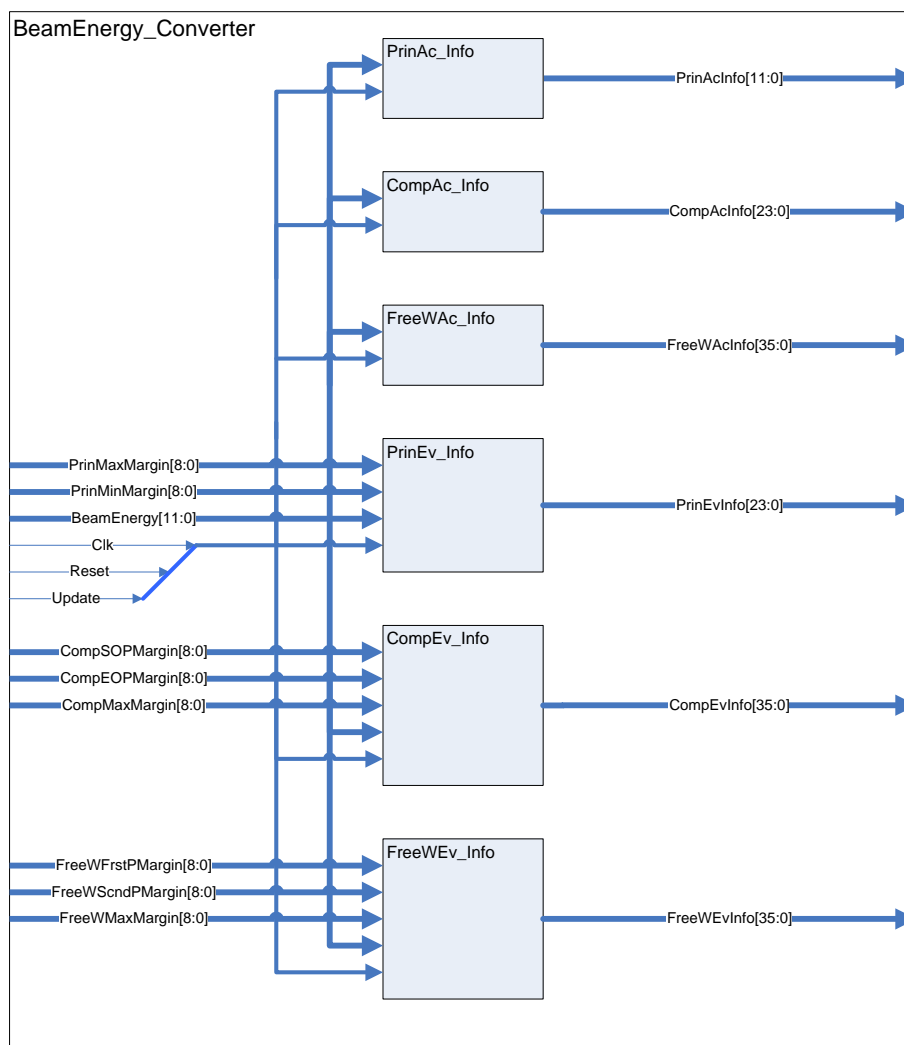 BeamEnergy_Converter
PrinAc_Info
PrinAcInfo[11:0]
CompAc_Info
CompAcInfo[23:0]
FreeWAc_Info
FreeWAcInfo[35:0]
PrinEv_Info
PrinMaxMargin[8:0]
PrinMinMargin[8:0]
PrinEvInfo[23:0]
BeamEnergy[11:0]
Clk
Reset
Update
CompEv_Info
CompSOPMargin[8:0]
CompEOPMargin[8:0]
CompMaxMargin[8:0]
CompEvInfo[35:0]
FreeWEv_Info
FreeWFrstPMargin[8:0]
FreeWScndPMargin[8:0]
FreeWMaxMargin[8:0]
FreeWEvInfo[35:0]